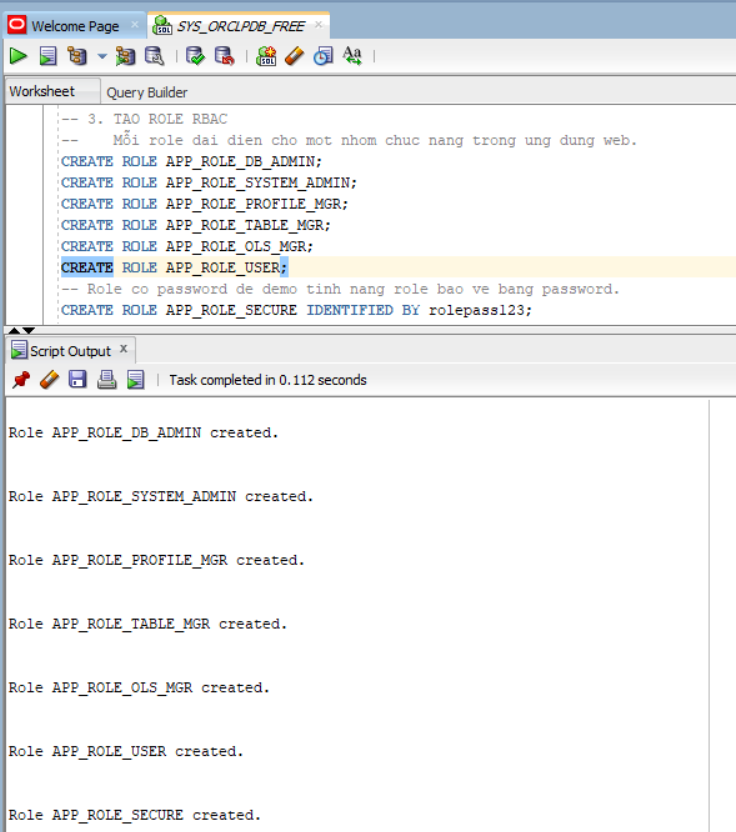 Welcome Page SYS_ORCLPDB_FREE
Worksheet Query Builder
-- 3. TAO ROLE RBAC
-- Mỗi role dai dien cho mot nhom chuc nang trong ung dung web.
CREATE ROLE APP_ROLE_DB_ADMIN;
CREATE ROLE APP_ROLE_SYSTEM_ADMIN;
CREATE ROLE APP_ROLE_PROFILE_MGR;
CREATE ROLE APP_ROLE_TABLE_MGR;
CREATE ROLE APP_ROLE_OLS_MGR;
CREATE ROLE APP_ROLE_USER;
-- Role co password de demo tinh nang role bao ve bang password.
CREATE ROLE APP_ROLE_SECURE IDENTIFIED BY rolepass123;
Script Output x
Task completed in 0.112 seconds
Role APP_ROLE_DB_ADMIN created.
Role APP_ROLE_SYSTEM_ADMIN created.
Role APP_ROLE_PROFILE_MGR created.
Role APP_ROLE_TABLE_MGR created.
Role APP_ROLE_OLS_MGR created.
Role APP_ROLE_USER created.
Role APP_ROLE_SECURE created.